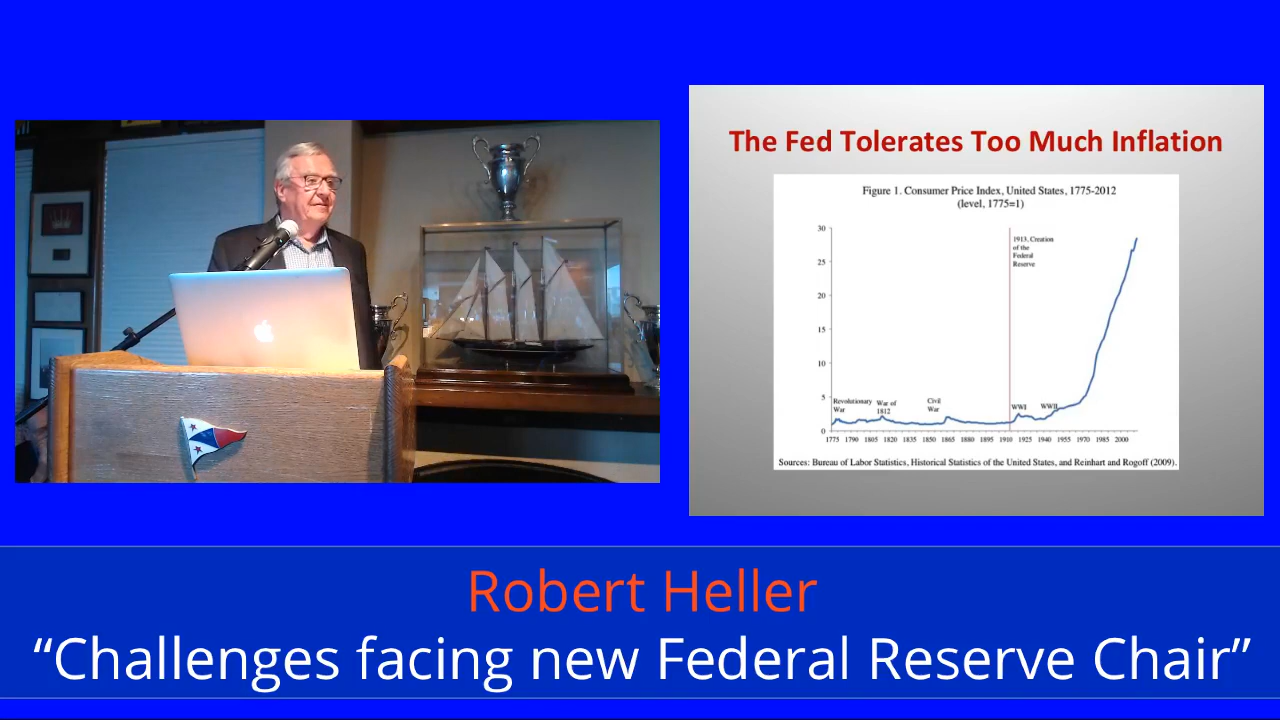 The Fed Tolerates Too Much Inflation
Figure 1. Consumer Price Index, United States, 1775-2012
(level, 1775=1)
30
25
20
15
10
5
0
1913, Creation
of the
Federal
Reserve
Revolutionary
War
War of
1812
Civil
War
WWI
WWII
1775 1790 1805 1820 1835 1850 1865 1880 1895 1910 1925 1940 1955 1970 1985 2000
Sources: Bureau of Labor Statistics, Historical Statistics of the United States, and Reinhart and Rogoff (2009).
Robert Heller
“Challenges facing new Federal Reserve Chair”